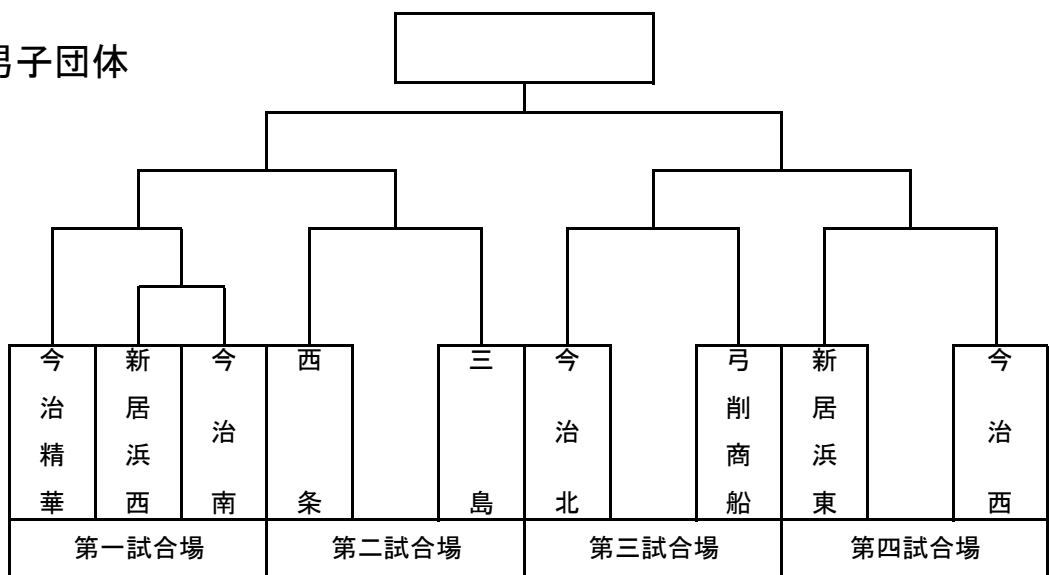 男子団体
今治精華
新居浜西
今治南
西条
三島
今治北
弓削商船
新居浜東
今治西
第一試合場
第二試合場
第三試合場
第四試合場